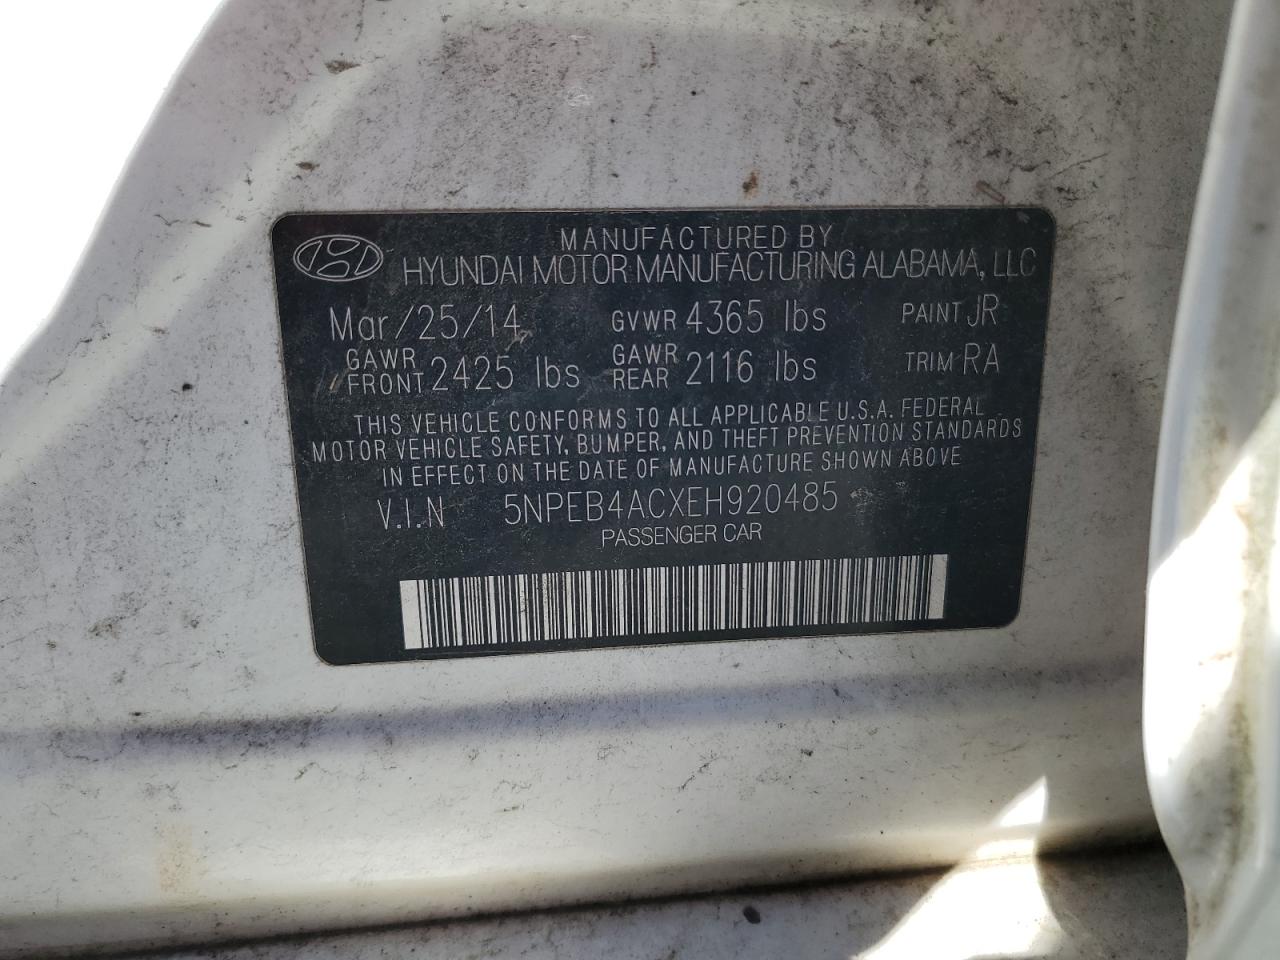 MANUFACTURED BY
HYUNDAI MOTOR MANUFACTURING ALABAMA, LLC
Mar/25/14 GVWR 4365 lbs PAINT JR
GAWR FRONT 2425 lbs GAWR REAR 2116 lbs TRIM RA
THIS VEHICLE CONFORMS TO ALL APPLICABLE U.S.A. FEDERAL
MOTOR VEHICLE SAFETY, BUMPER, AND THEFT PREVENTION STANDARDS
IN EFFECT ON THE DATE OF MANUFACTURE SHOWN ABOVE
V.I.N 5NPEB4ACXEH920485
PASSENGER CAR